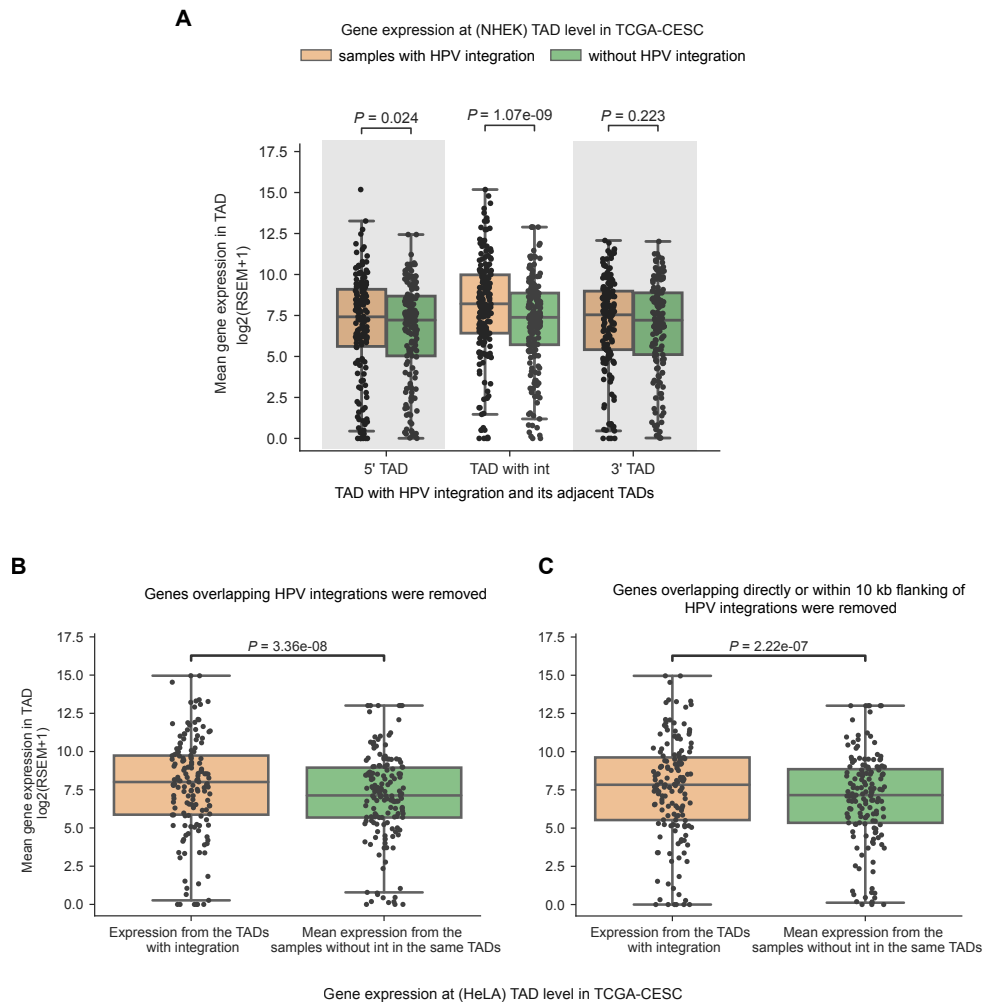 A
Gene expression at (NHEK) TAD level in TCGA-CESC
samples with HPV integration
without HPV integration
P = 0.024
P = 1.07e-09
P = 0.223
Mean gene expression in TAD
log2(RSEM+1)
17.5
15.0
12.5
10.0
7.5
5.0
2.5
0.0
5' TAD
TAD with int
3' TAD
TAD with HPV integration and its adjacent TADs
B
Genes overlapping HPV integrations were removed
P = 3.36e-08
Mean gene expression in TAD
log2(RSEM+1)
17.5
15.0
12.5
10.0
7.5
5.0
2.5
0.0
Expression from the TADs
with integration
Mean expression from the
samples without int in the same TADs
C
Genes overlapping directly or within 10 kb flanking of
HPV integrations were removed
P = 2.22e-07
17.5
15.0
12.5
10.0
7.5
5.0
2.5
0.0
Expression from the TADs
with integration
Mean expression from the
samples without int in the same TADs
Gene expression at (HeLA) TAD level in TCGA-CESC